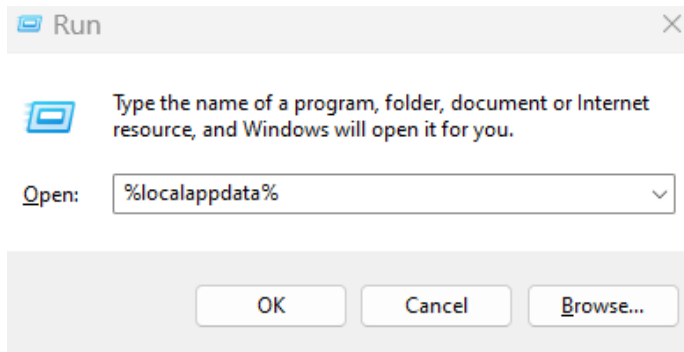 Run
Type the name of a program, folder, document or Internet
resource, and Windows will open it for you.
Open: %localappdata%
OK Cancel Browse...